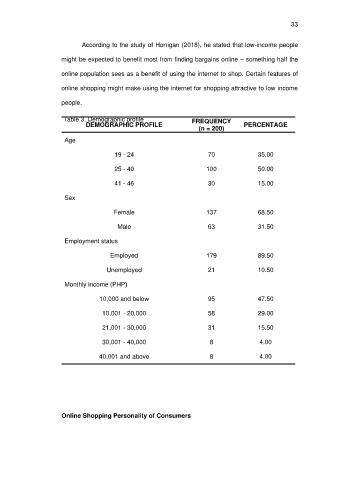 33
According to the study of Horrigan (2018), he stated that low-income people
might be expected to benefit most from finding bargains online – something half the
online population sees as a benefit of using the internet to shop. Certain features of
online shopping might make using the internet for shopping attractive to low income
people.
Table 3. Demographic profile
DEMOGRAPHIC PROFILE FREQUENCY (n = 200) PERCENTAGE
Age
19 - 24 70 35.00
25 - 40 100 50.00
41 - 46 30 15.00
Sex
Female 137 68.50
Male 63 31.50
Employment status
Employed 179 89.50
Unemployed 21 10.50
Monthly income (PHP)
10,000 and below 95 47.50
10,001 - 20,000 58 29.00
21,001 - 30,000 31 15.50
30,001 - 40,000 8 4.00
40,001 and above 8 4.00
Online Shopping Personality of Consumers